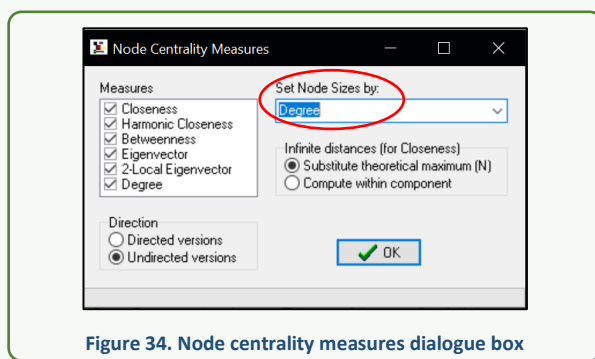 Node Centrality Measures
Measures
Closeness
Harmonic Closeness
Betweenness
Eigenvector
2-Local Eigenvector
Degree
Set Node Sizes by:
Degree
Infinite distances (for Closeness)
Substitute theoretical maximum (N)
Compute within component
Direction
Directed versions
Undirected versions
OK
Figure 34. Node centrality measures dialogue box